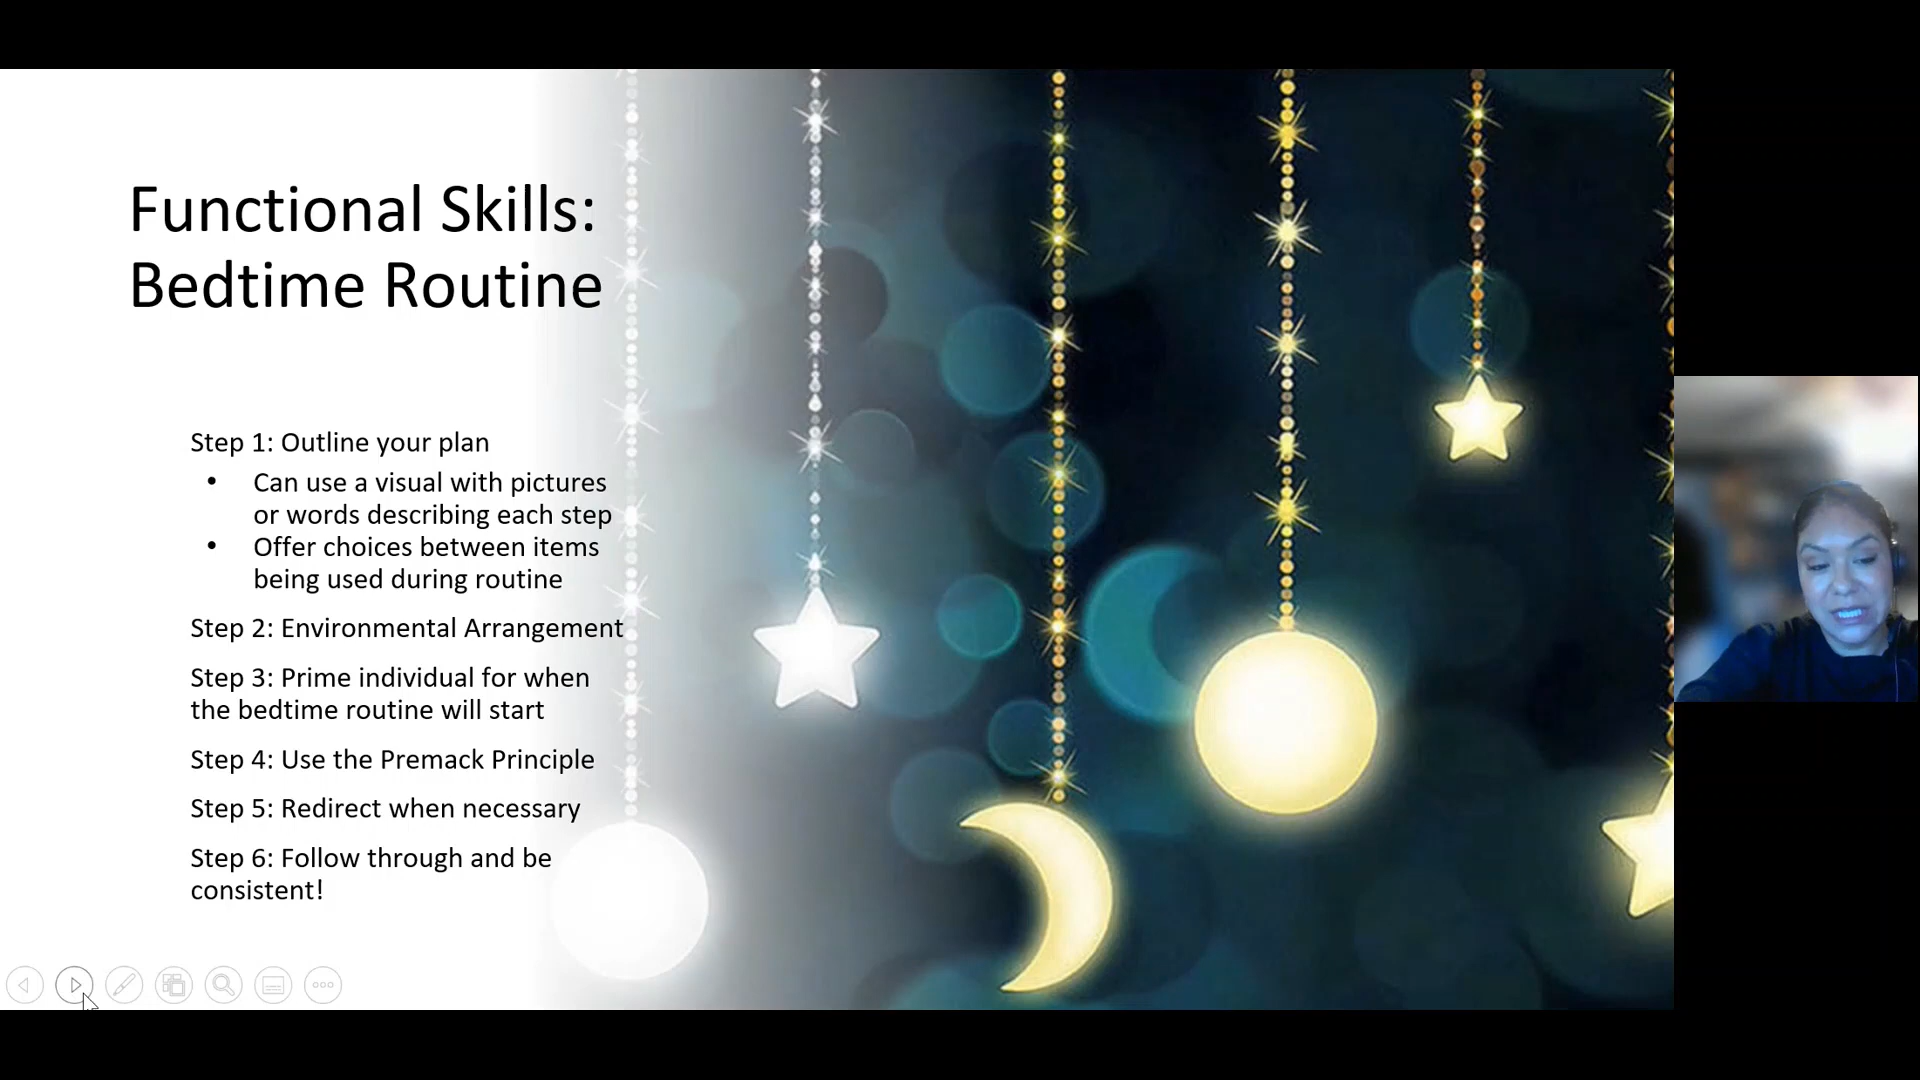 Functional Skills:
Bedtime Routine
Step 1: Outline your plan
• Can use a visual with pictures
or words describing each step
• Offer choices between items
being used during routine
Step 2: Environmental Arrangement
Step 3: Prime individual for when
the bedtime routine will start
Step 4: Use the Premack Principle
Step 5: Redirect when necessary
Step 6: Follow through and be
consistent!